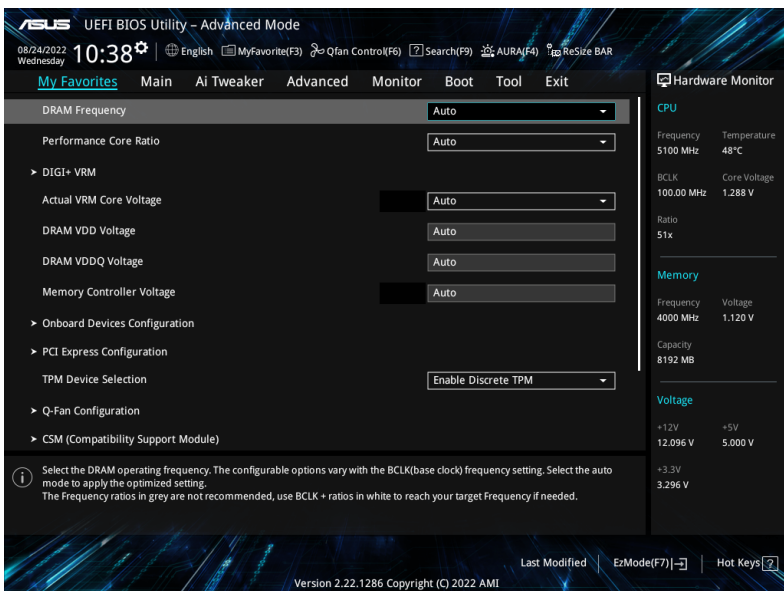 ASUS UEFI BIOS Utility – Advanced Mode
08/24/2022 Wednesday 10:38 English MyFavorite(F3) Qfan Control(F6) ? Search(F9) AURA(F4) ReSize BAR
My Favorites Main Ai Tweaker Advanced Monitor Boot Tool Exit
Hardware Monitor
DRAM Frequency Auto
Performance Core Ratio Auto
> DIGI+ VRM
Actual VRM Core Voltage Auto
DRAM VDD Voltage Auto
DRAM VDDQ Voltage Auto
Memory Controller Voltage Auto
> Onboard Devices Configuration
> PCI Express Configuration
TPM Device Selection Enable Discrete TPM
> Q-Fan Configuration
> CSM (Compatibility Support Module)
CPU
Frequency Temperature
5100 MHz 48°C
BCLK Core Voltage
100.00 MHz 1.288 V
Ratio
51x
Memory
Frequency Voltage
4000 MHz 1.120 V
Capacity
8192 MB
Voltage
+12V +5V
12.096 V 5.000 V
+3.3V
3.296 V
i Select the DRAM operating frequency. The configurable options vary with the BCLK(base clock) frequency setting. Select the auto
mode to apply the optimized setting.
The Frequency ratios in grey are not recommended, use BCLK + ratios in white to reach your target Frequency if needed.
Last Modified EzMode(F7) Hot Keys ?
Version 2.22.1286 Copyright (C) 2022 AMI